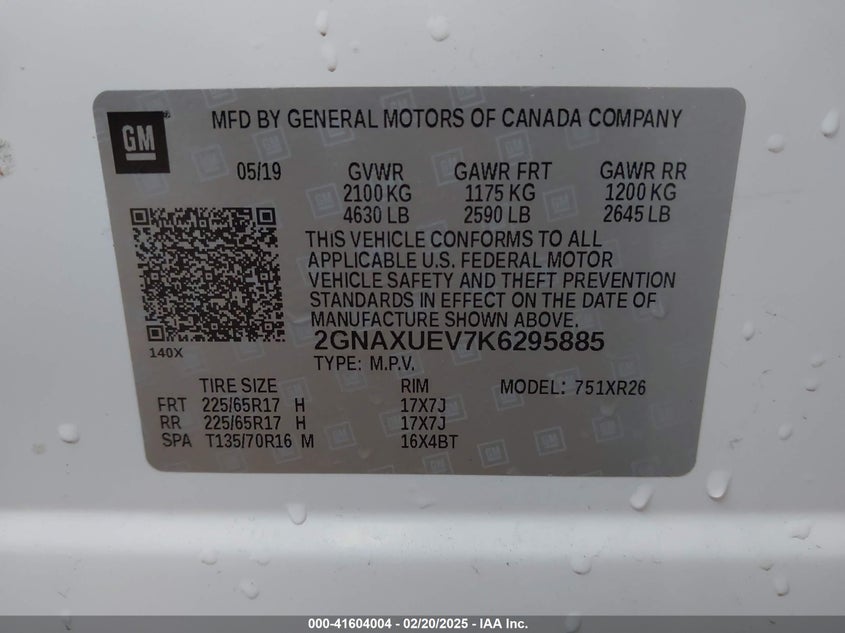 GM
MFD BY GENERAL MOTORS OF CANADA COMPANY
05/19 GVWR GAWR FRT GAWR RR
2100 KG 1175 KG 1200 KG
4630 LB 2590 LB 2645 LB
THIS VEHICLE CONFORMS TO ALL
APPLICABLE U.S. FEDERAL MOTOR
VEHICLE SAFETY AND THEFT PREVENTION
STANDARDS IN EFFECT ON THE DATE OF
MANUFACTURE SHOWN ABOVE.
140X
2GNAXUEV7K6295885
TYPE: M.P.V.
TIRE SIZE RIM MODEL: 751XR26
FRT 225/65R17 H 17X7J
RR 225/65R17 H 17X7J
SPA T135/70R16 M 16X4BT
000-41604004 / 02/20/2025 - IAA Inc.